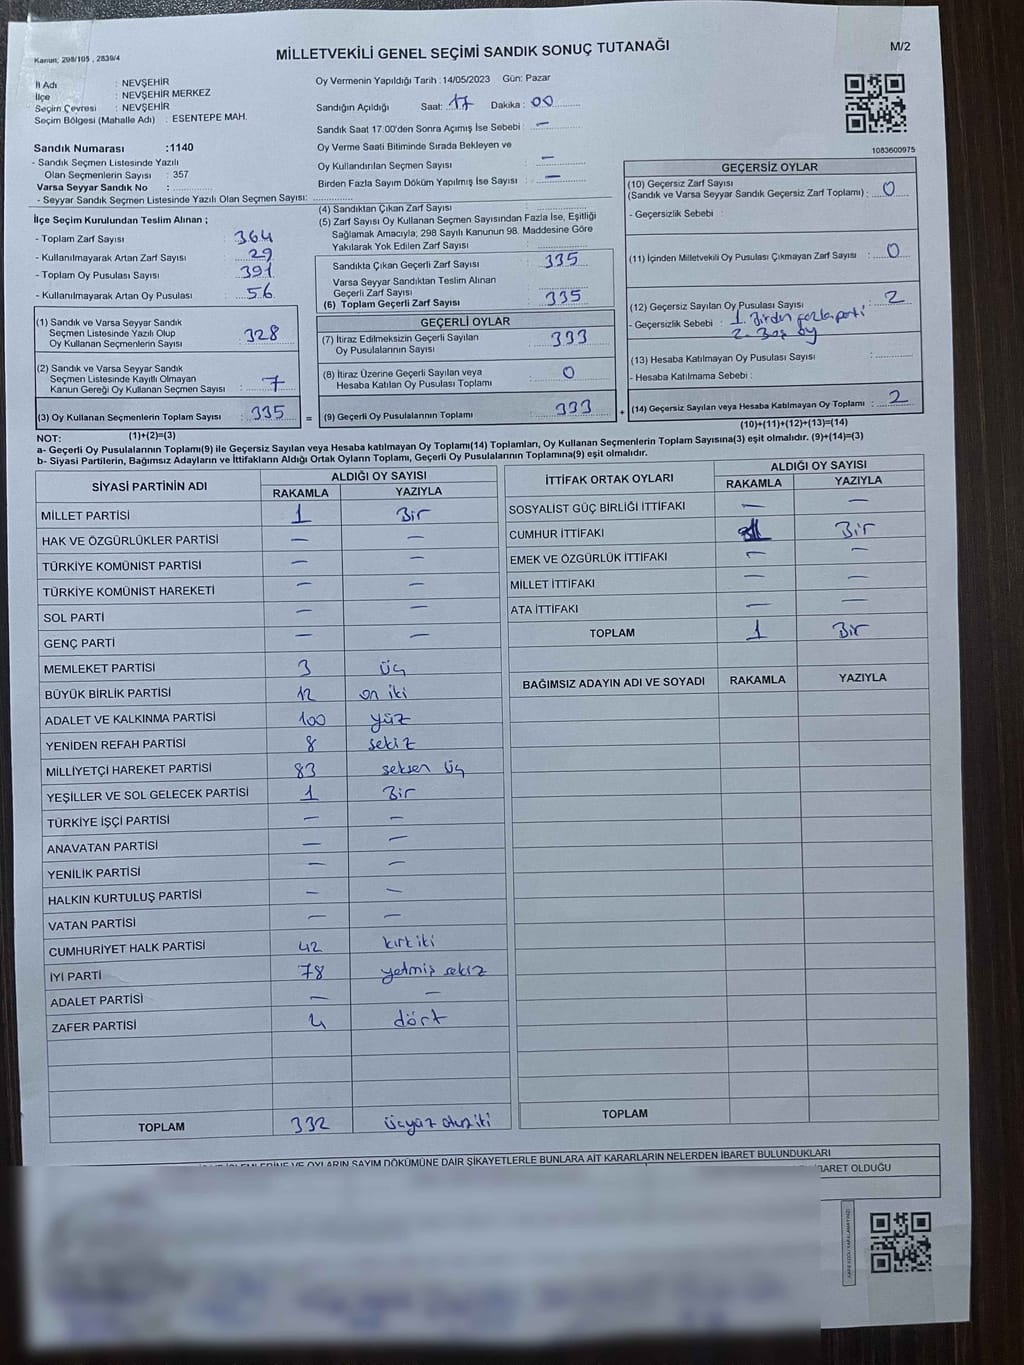 Kanun; 298/105 , 2839/4
MİLLETVEKİLİ GENEL SEÇİMİ SANDIK SONUÇ TUTANAĞI
M/2
İl Adı : NEVŞEHİR
İlçe : NEVŞEHİR MERKEZ
Seçim Çevresi : NEVŞEHİR
Seçim Bölgesi (Mahalle Adı) : ESENTEPE MAH.
Sandık Numarası :1140
- Sandık Seçmen Listesinde Yazılı
Olan Seçmenlerin Sayısı : 357
Varsa Seyyar Sandık No :
- Seyyar Sandık Seçmen Listesinde Yazılı Olan Seçmen Sayısı:
Oy Vermenin Yapıldığı Tarih :14/05/2023 Gün: Pazar
Sandığın Açıldığı Saat: 17 Dakika : 00
Sandık Saat 17:00'den Sonra Açımış İse Sebebi : —
Oy Verme Saati Bitiminde Sırada Bekleyen ve
Oy Kullandırılan Seçmen Sayısı —
Birden Fazla Sayım Döküm Yapılmış İse Sayısı : —
1083600975
İlçe Seçim Kurulundan Teslim Alınan ;
- Toplam Zarf Sayısı : 364
- Kullanılmayarak Artan Zarf Sayısı : 29
- Toplam Oy Pusulası Sayısı : 391
- Kullanılmayarak Artan Oy Pusulası : 56
(4) Sandıktan Çıkan Zarf Sayısı :
(5) Zarf Sayısı Oy Kullanan Seçmen Sayısından Fazla İse, Eşitliği
Sağlamak Amacıyla; 298 Sayılı Kanunun 98. Maddesine Göre
Yakılarak Yok Edilen Zarf Sayısı :
Sandıkta Çıkan Geçerli Zarf Sayısı : 335
Varsa Seyyar Sandıktan Teslim Alınan
Geçerli Zarf Sayısı :
(6) Toplam Geçerli Zarf Sayısı : 335
GEÇERSİZ OYLAR
(10) Geçersiz Zarf Sayısı
(Sandık ve Varsa Seyyar Sandık Geçersiz Zarf Toplamı) : 0
- Geçersizlik Sebebi :
(11) İçinden Milletvekili Oy Pusulası Çıkmayan Zarf Sayısı : 0
(12) Geçersiz Sayılan Oy Pusulası Sayısı : 2
- Geçersizlik Sebebi : 1. Birden fazla parti
2. Boş oy
(13) Hesaba Katılmayan Oy Pusulası Sayısı :
- Hesaba Katılmama Sebebi :
(14) Geçersiz Sayılan veya Hesaba Katılmayan Oy Toplamı : 2
(10)+(11)+(12)+(13)=(14)
(1) Sandık ve Varsa Seyyar Sandık
Seçmen Listesinde Yazılı Olup
Oy Kullanan Seçmenlerin Sayısı : 328
(2) Sandık ve Varsa Seyyar Sandık
Seçmen Listesinde Kayıtlı Olmayan
Kanun Gereği Oy Kullanan Seçmen Sayısı : 7
(3) Oy Kullanan Seçmenlerin Toplam Sayısı : 335 =
(1)+(2)=(3)
GEÇERLİ OYLAR
(7) İtiraz Edilmeksizin Geçerli Sayılan
Oy Pusulalarının Sayısı : 333
(8) İtiraz Üzerine Geçerli Sayılan veya
Hesaba Katılan Oy Pusulası Toplamı : 0
(9) Geçerli Oy Pusulalarının Toplamı : 333 +
NOT:
a- Geçerli Oy Pusulalarının Toplamı(9) ile Geçersiz Sayılan veya Hesaba katılmayan Oy Toplamı(14) Toplamları, Oy Kullanan Seçmenlerin Toplam Sayısına(3) eşit olmalıdır. (9)+(14)=(3)
b- Siyasi Partilerin, Bağımsız Adayların ve İttifakların Aldığı Ortak Oyların Toplamı, Geçerli Oy Pusulalarının Toplamına(9) eşit olmalıdır.
SİYASİ PARTİNİN ADI ALDIĞI OY SAYISI
RAKAMLA YAZIYLA
MİLLET PARTİSİ 1 Bir
HAK VE ÖZGÜRLÜKLER PARTİSİ — —
TÜRKİYE KOMÜNİST PARTİSİ — —
TÜRKİYE KOMÜNİST HAREKETİ — —
SOL PARTİ — —
GENÇ PARTİ — —
MEMLEKET PARTİSİ 3 üç
BÜYÜK BİRLİK PARTİSİ 12 on iki
ADALET VE KALKINMA PARTİSİ 100 yüz
YENİDEN REFAH PARTİSİ 8 sekiz
MİLLİYETÇİ HAREKET PARTİSİ 83 seksen üç
YEŞİLLER VE SOL GELECEK PARTİSİ 1 Bir
TÜRKİYE İŞÇİ PARTİSİ — —
ANAVATAN PARTİSİ — —
YENİLİK PARTİSİ — —
HALKIN KURTULUŞ PARTİSİ — —
VATAN PARTİSİ — —
CUMHURİYET HALK PARTİSİ 42 kırk iki
İYİ PARTİ 78 yetmiş sekiz
ADALET PARTİSİ — —
ZAFER PARTİSİ 4 dört
TOPLAM 332 üçyüz otuz iki
İTTİFAK ORTAK OYLARI ALDIĞI OY SAYISI
RAKAMLA YAZIYLA
SOSYALİST GÜÇ BİRLİĞİ İTTİFAKI — —
CUMHUR İTTİFAKI Bir
EMEK VE ÖZGÜRLÜK İTTİFAKI — —
MİLLET İTTİFAKI — —
ATA İTTİFAKI — —
TOPLAM 1 Bir
BAĞIMSIZ ADAYIN ADI VE SOYADI RAKAMLA YAZIYLA
TOPLAM
VE OYLARIN SAYIM DÖKÜMÜNE DAİR ŞİKAYETLERLE BUNLARA AİT KARARLARIN NELERDEN İBARET BULUNDUKLARI
İBARET OLDUĞU